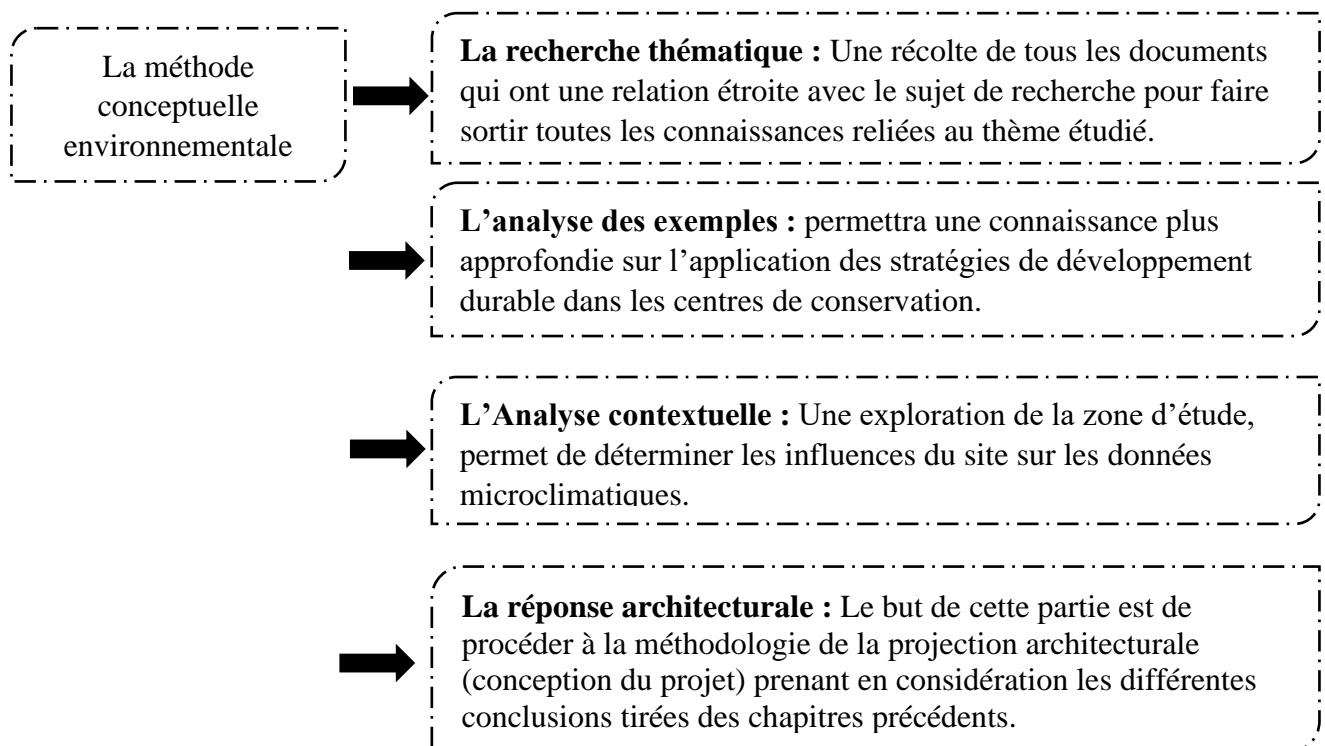 La méthode
conceptuelle
environnementale
La recherche thématique : Une récolte de tous les documents
qui ont une relation étroite avec le sujet de recherche pour faire
sortir toutes les connaissances reliées au thème étudié.
L’analyse des exemples : permettra une connaissance plus
approfondie sur l’application des stratégies de développement
durable dans les centres de conservation.
L’Analyse contextuelle : Une exploration de la zone d’étude,
permet de déterminer les influences du site sur les données
microclimatiques.
La réponse architecturale : Le but de cette partie est de
procéder à la méthodologie de la projection architecturale
(conception du projet) prenant en considération les différentes
conclusions tirées des chapitres précédents.